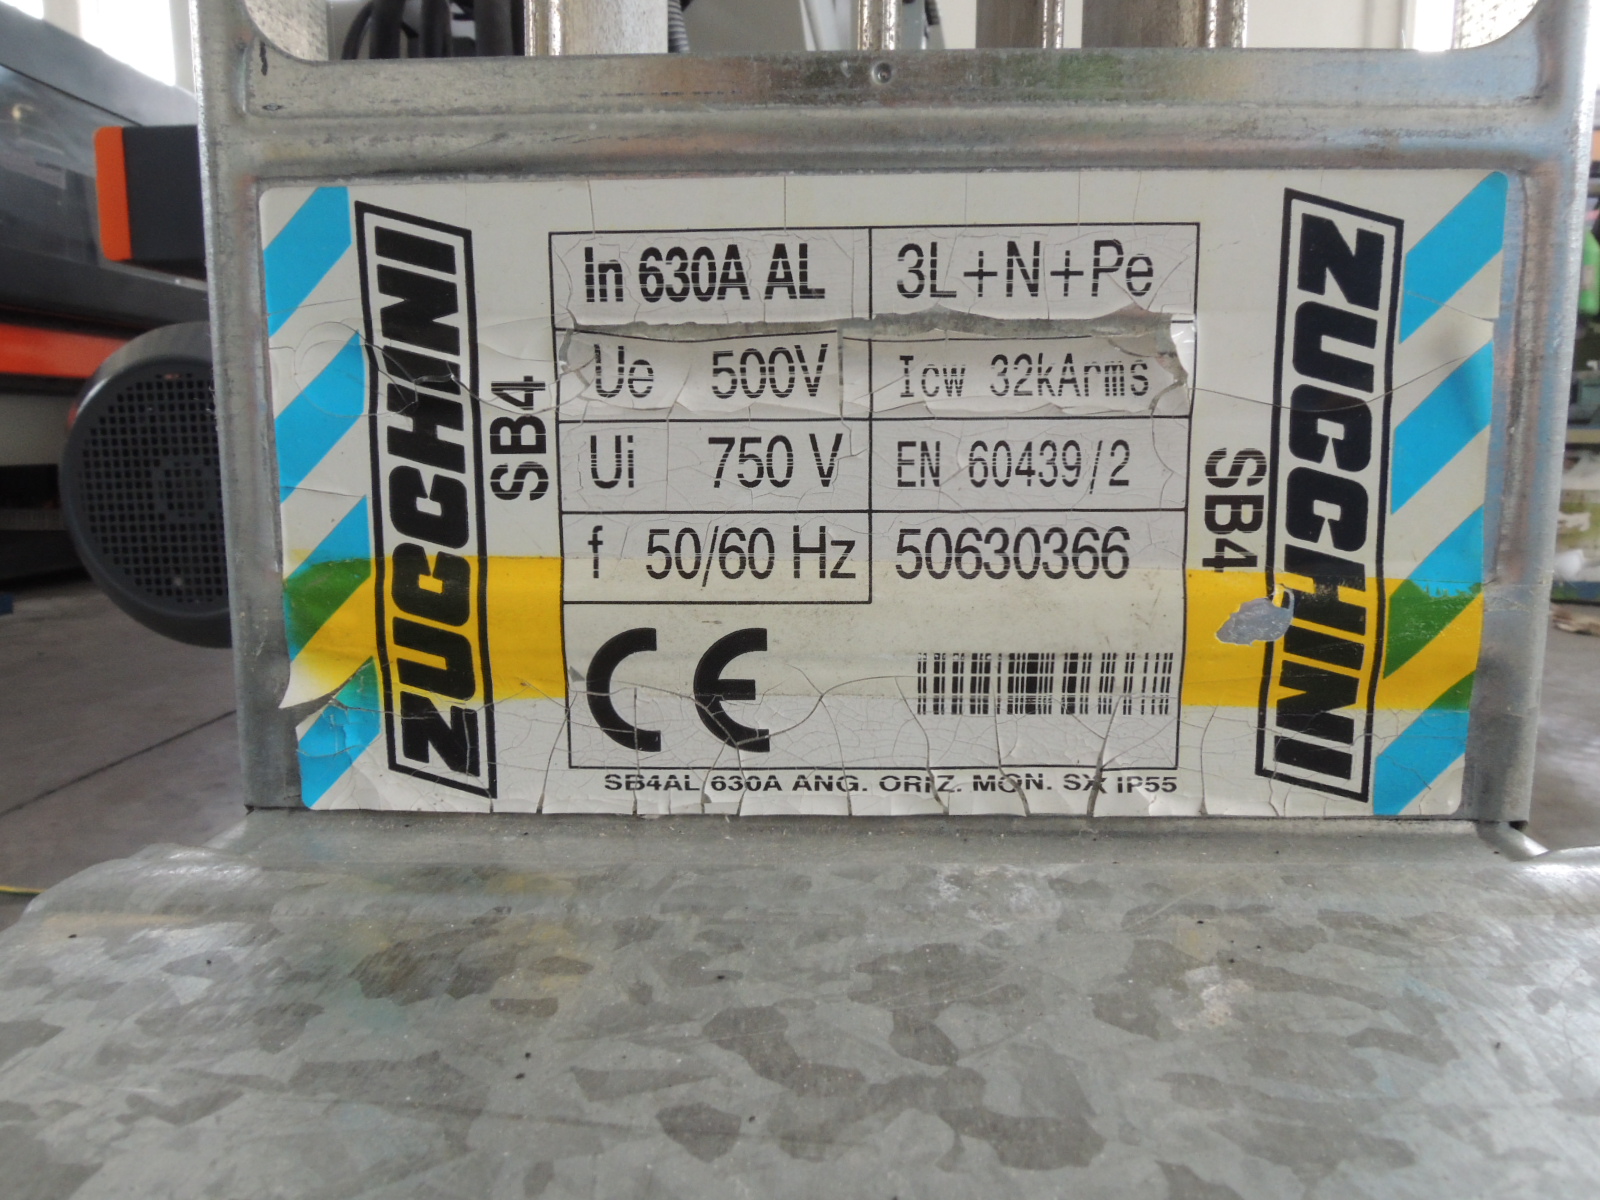 ZUCCHINI
SB4
In 630A AL
3L+N+Pe
Ue 500V
Icw 32kArms
Ui 750 V
EN 60439/2
f 50/60 Hz
50630366
CE
SB4AL 630A ANG. ORIZ. MON. SX IP55
SB4
ZUCCHINI